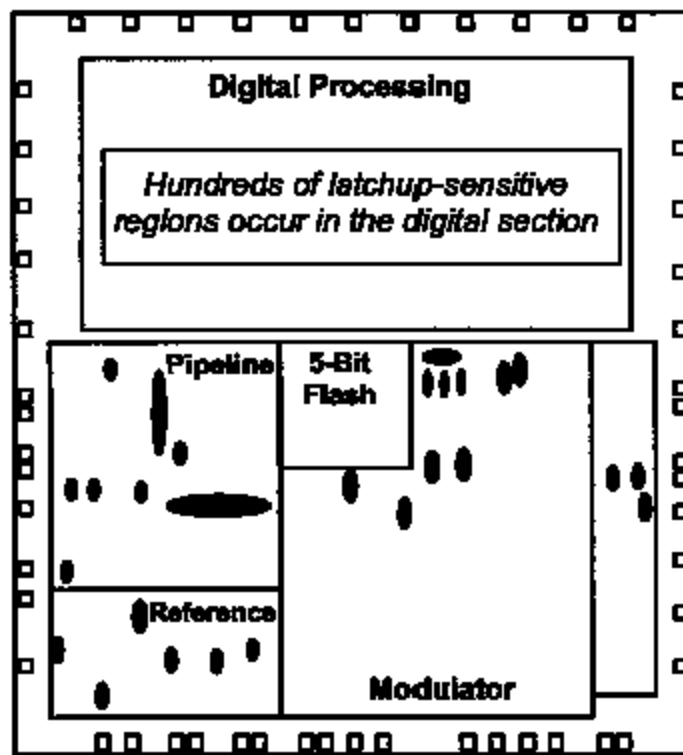 Digital Processing
Hundreds of latchup-sensitive
regions occur in the digital section
Pipeline
5-Bit
Flash
Reference
Modulator